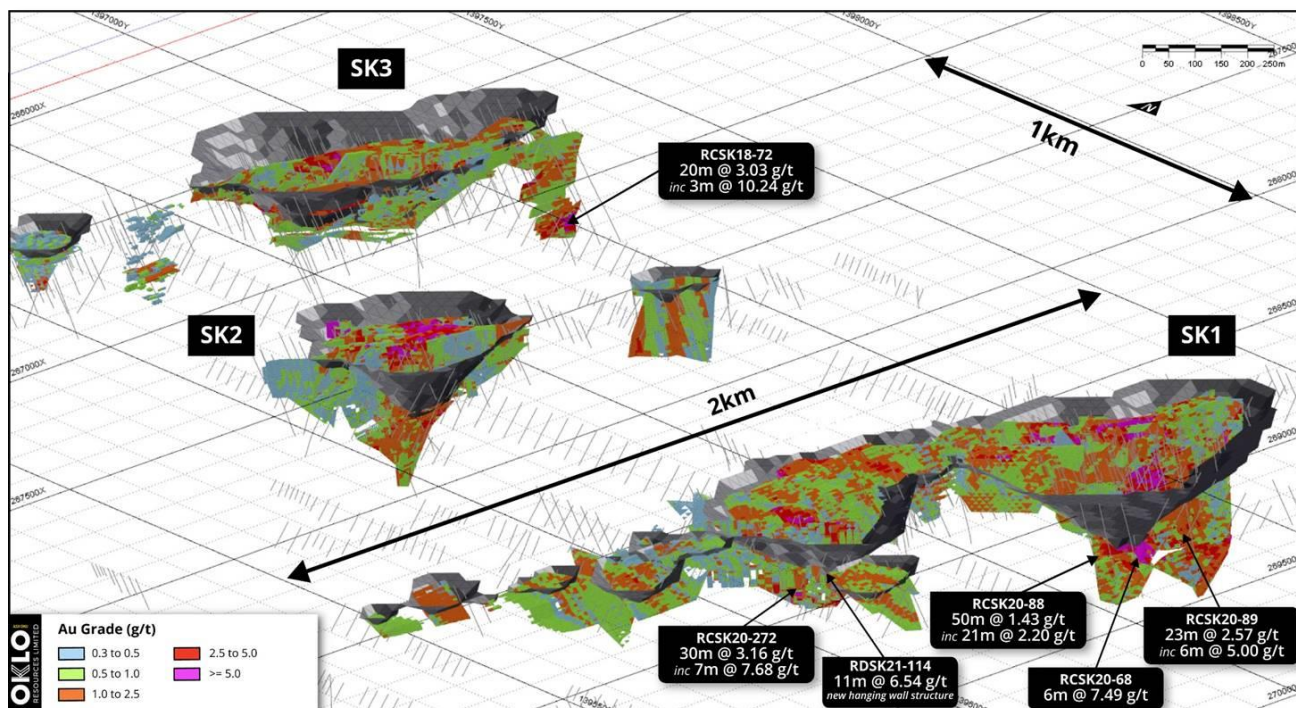 1397000Y
1397500Y
1398000Y
1398500Y
0 50 100 150 200 250m
267500X
N
1km
SK3
266000X
RCSK18-72
20m @ 3.03 g/t
inc 3m @ 10.24 g/t
268000X
SK2
SK1
268500X
267000X
2km
269000X
267500X
269500X
RCSK20-88
50m @ 1.43 g/t
inc 21m @ 2.20 g/t
RCSK20-89
23m @ 2.57 g/t
inc 6m @ 5.00 g/t
RCSK20-272
30m @ 3.16 g/t
inc 7m @ 7.68 g/t
RDSK21-114
11m @ 6.54 g/t
new hanging wall structure
RCSK20-68
6m @ 7.49 g/t
270000X
1395500Y
OKLO
RESOURCES LIMITED
Au Grade (g/t)
0.3 to 0.5
0.5 to 1.0
1.0 to 2.5
2.5 to 5.0
>= 5.0